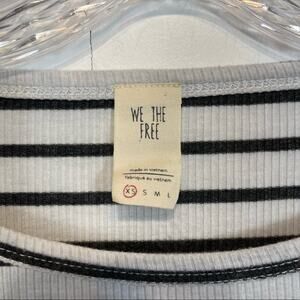 WE THE
FREE
made in vietnam
fabriqué au vietnam
XS S M L